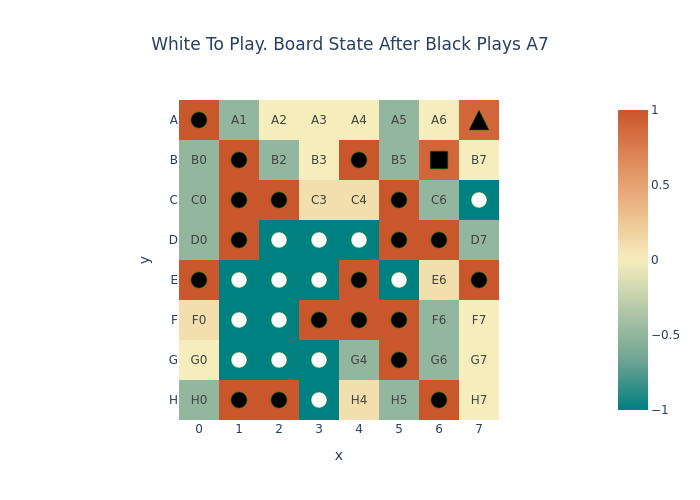 White To Play. Board State After Black Plays A7
A A1 A2 A3 A4 A5 A6 1
B B0 B2 B3 B5 B7
C C0 C3 C4 C6 0.5
D D0 D7
y E E6 0
F F0 F6 F7 −0.5
G G0 G4 G6 G7
H H0 H4 H5 H7 −1
0 1 2 3 4 5 6 7
x